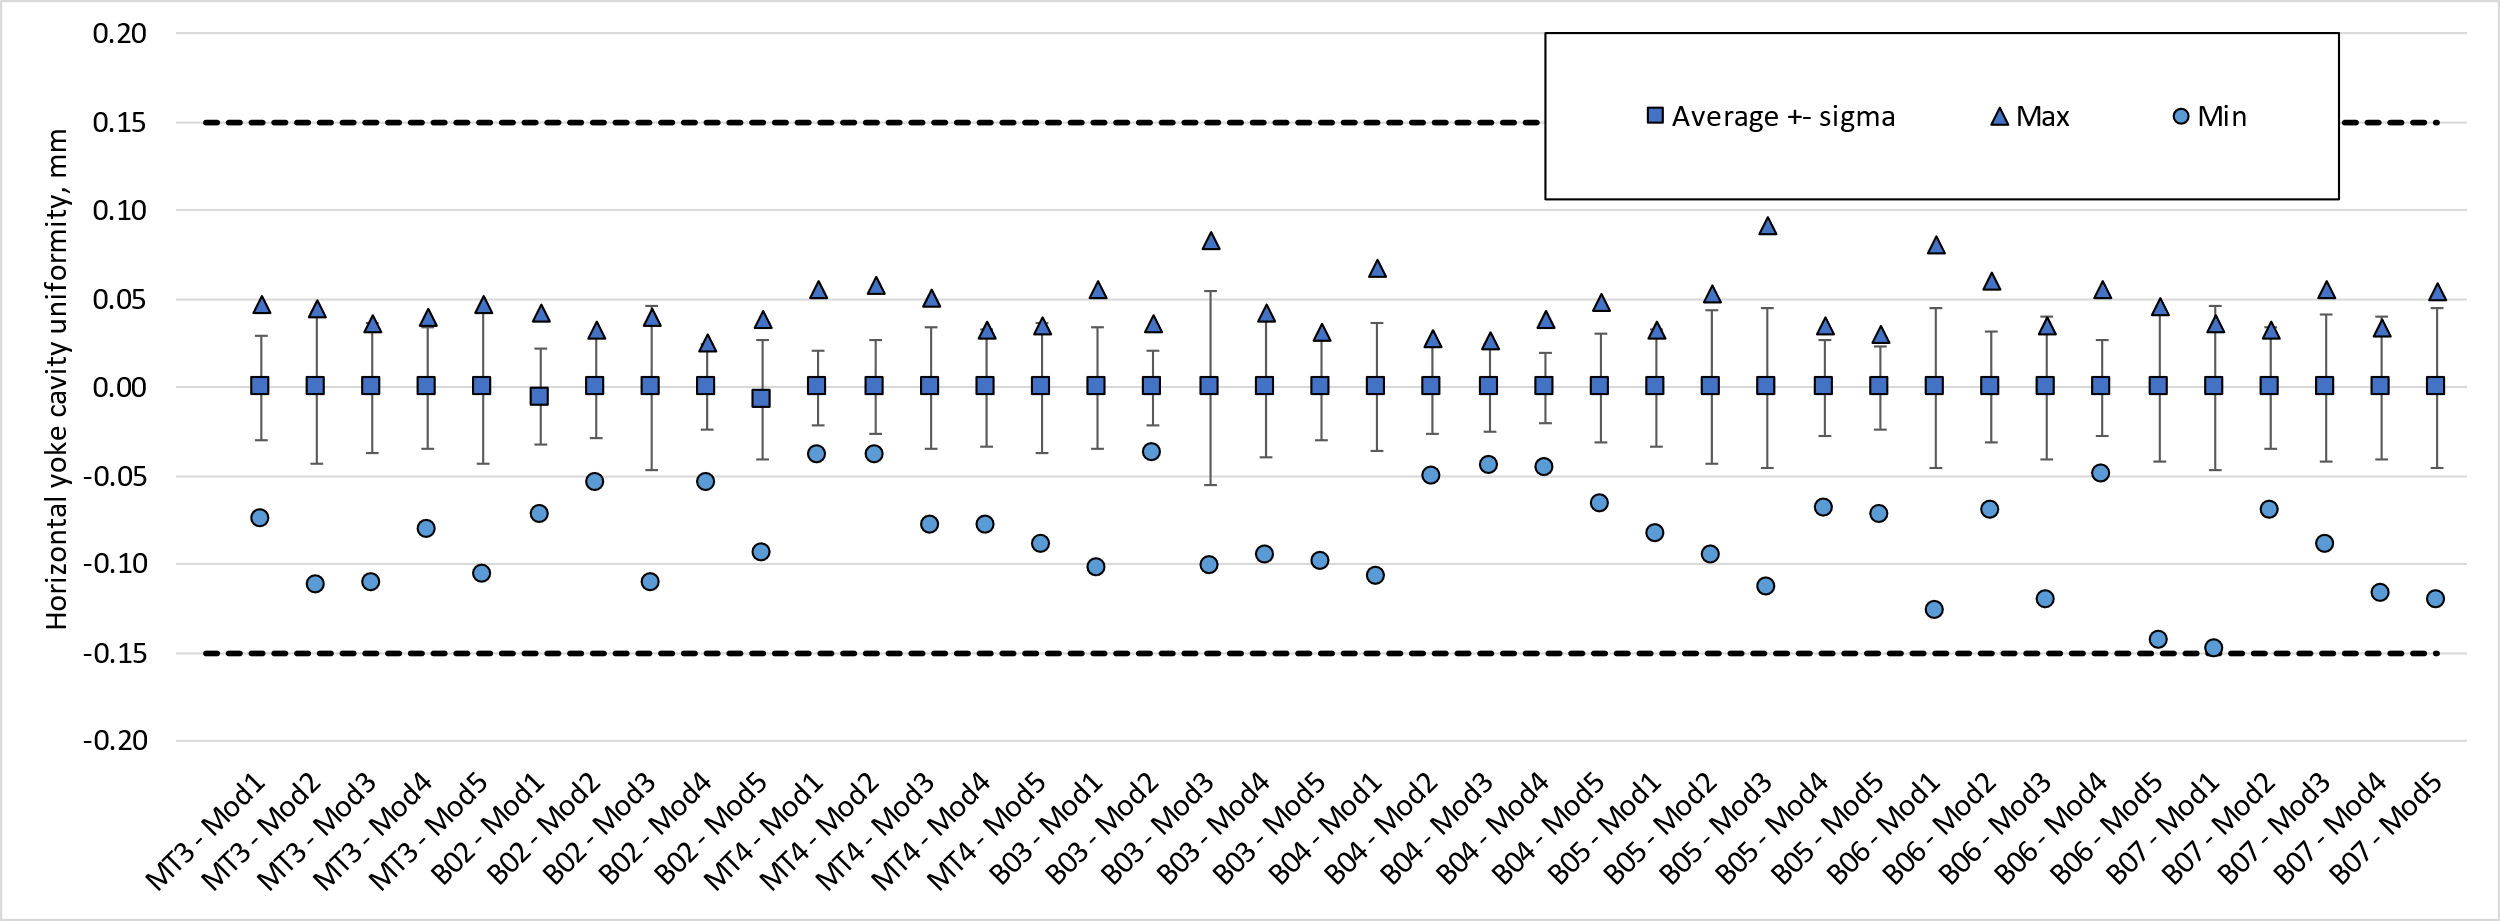 Horizontal yoke cavity uniformity, mm
0.20
0.15
0.10
0.05
0.00
-0.05
-0.10
-0.15
-0.20
Average +- sigma
Max
Min
MT3 - Mod1
MT3 - Mod2
MT3 - Mod3
MT3 - Mod4
MT3 - Mod5
B02 - Mod1
B02 - Mod2
B02 - Mod3
B02 - Mod4
B02 - Mod5
MT4 - Mod1
MT4 - Mod2
MT4 - Mod3
MT4 - Mod4
MT4 - Mod5
B03 - Mod1
B03 - Mod2
B03 - Mod3
B03 - Mod4
B03 - Mod5
B04 - Mod1
B04 - Mod2
B04 - Mod3
B04 - Mod4
B04 - Mod5
B05 - Mod1
B05 - Mod2
B05 - Mod3
B05 - Mod4
B05 - Mod5
B06 - Mod1
B06 - Mod2
B06 - Mod3
B06 - Mod4
B06 - Mod5
B07 - Mod1
B07 - Mod2
B07 - Mod3
B07 - Mod4
B07 - Mod5